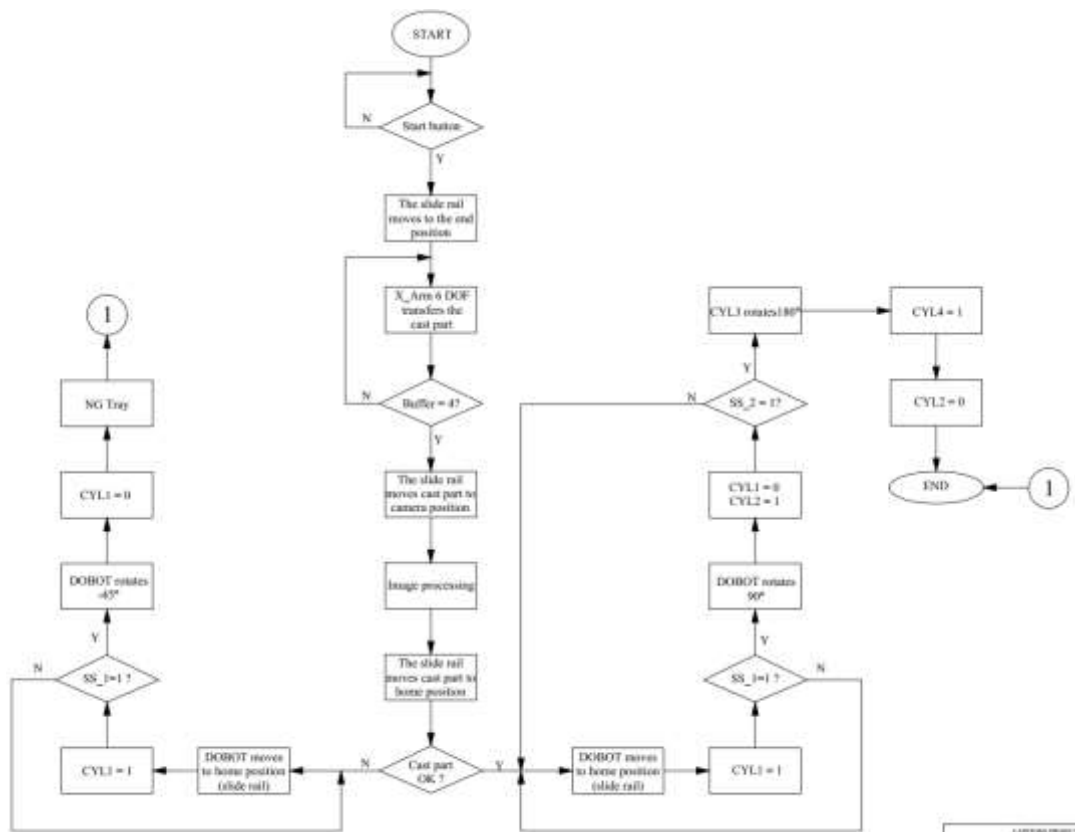 START
N
Start button
Y
The slide rail
moves to the end
position
X_Arm 6 DOF
transfers the
cast part
N
Buffer = 4?
Y
The slide rail
moves cast part to
camera position
Image processing
The slide rail
moves cast part to
home position
Cast part
OK ?
N
Y
DOBOT moves
to home position
(slide rail)
CYL1 = 1
SS_1=1 ?
N
Y
DOBOT rotates
-45°
CYL1 = 0
NG Tray
1
DOBOT moves
to home position
(slide rail)
CYL1 = 1
SS_1=1 ?
N
Y
DOBOT rotates
90°
CYL1 = 0
CYL2 = 1
SS_2 = 1?
N
Y
CYL3 rotates180°
CYL4 = 1
CYL2 = 0
END
1